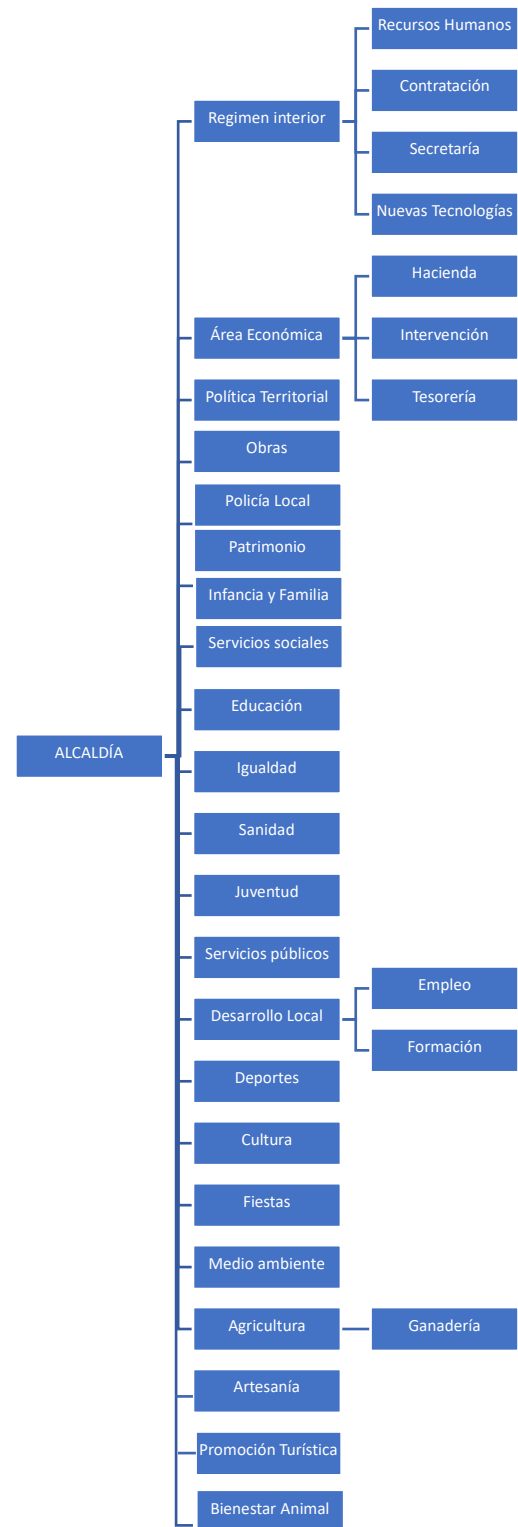 ALCALDÍA
Regimen interior
Recursos Humanos
Contratación
Secretaría
Nuevas Tecnologías
Área Económica
Hacienda
Intervención
Tesorería
Política Territorial
Obras
Policía Local
Patrimonio
Infancia y Familia
Servicios sociales
Educación
Igualdad
Sanidad
Juventud
Servicios públicos
Desarrollo Local
Empleo
Formación
Deportes
Cultura
Fiestas
Medio ambiente
Agricultura
Ganadería
Artesanía
Promoción Turística
Bienestar Animal